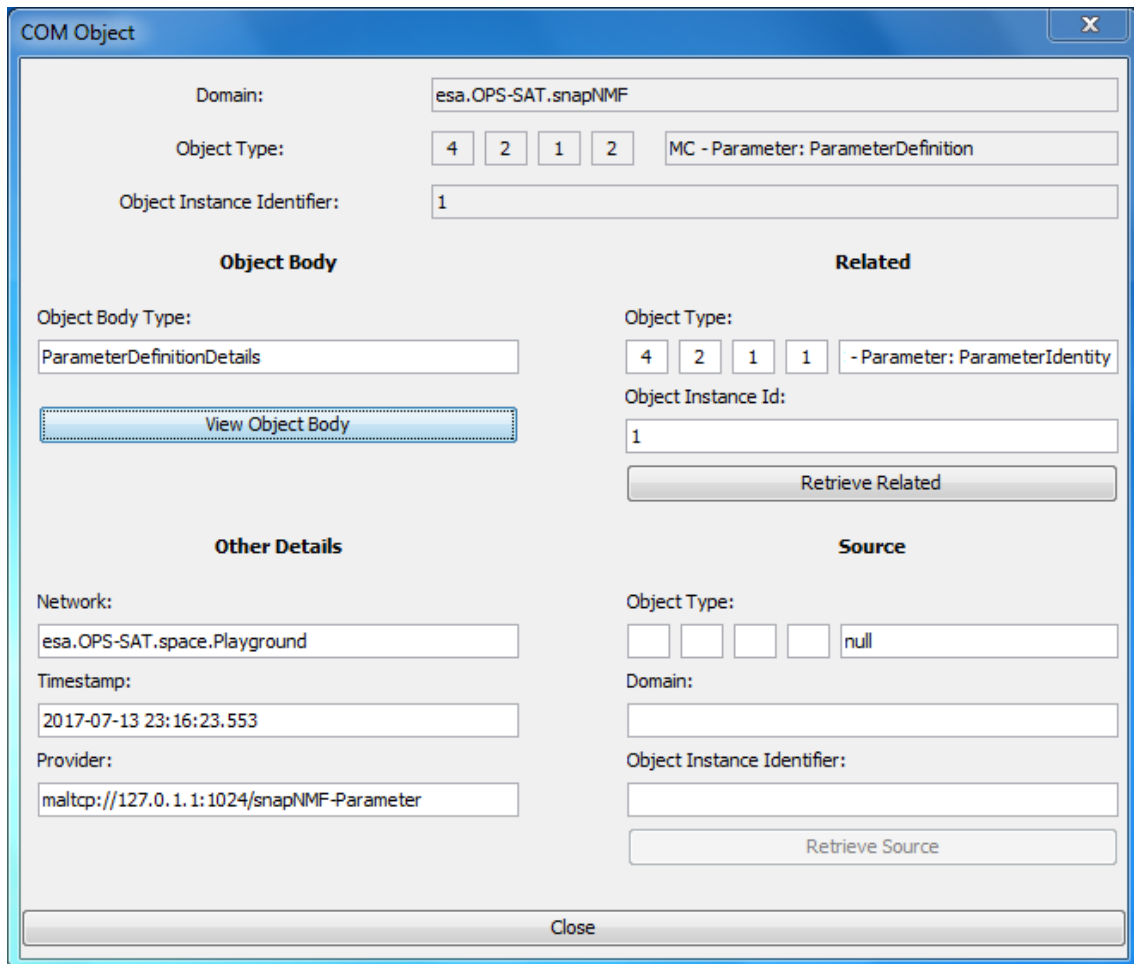 COM Object
X
Domain: esa.OPS-SAT.snapNMF
Object Type: 4 2 1 2 MC - Parameter: ParameterDefinition
Object Instance Identifier: 1
Object Body
Object Body Type:
ParameterDefinitionDetails
View Object Body
Related
Object Type:
4 2 1 1 - Parameter: ParameterIdentity
Object Instance Id:
1
Retrieve Related
Other Details
Network:
esa.OPS-SAT.space.Playground
Timestamp:
2017-07-13 23:16:23.553
Provider:
maltcp://127.0.1.1:1024/snapNMF-Parameter
Source
Object Type:
null
Domain:
Object Instance Identifier:
Retrieve Source
Close